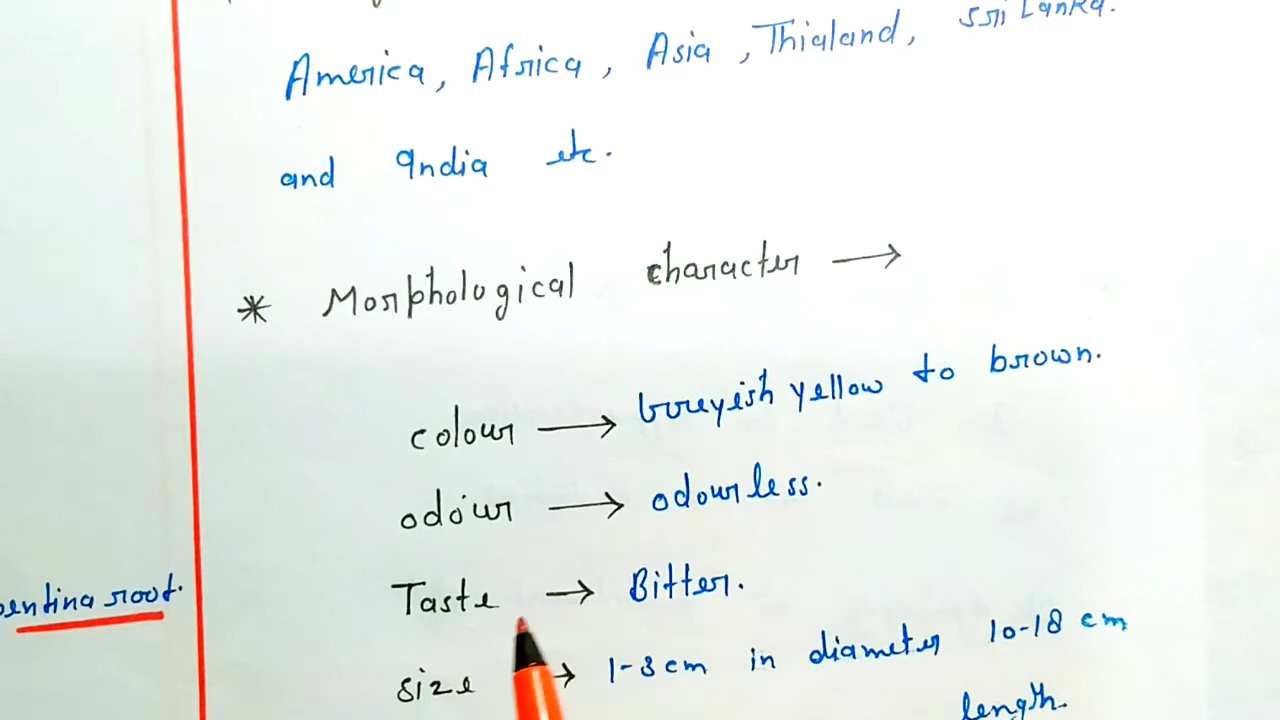 America, Africa, Asia, Thialand, Sri Lanka.
and India etc.
* Morphological character →
colour → Greyish yellow to brown.
odour → odourless.
Taste → Bitter.
size → 1-3 cm in diameter 10-18 cm
length.
pentina root.